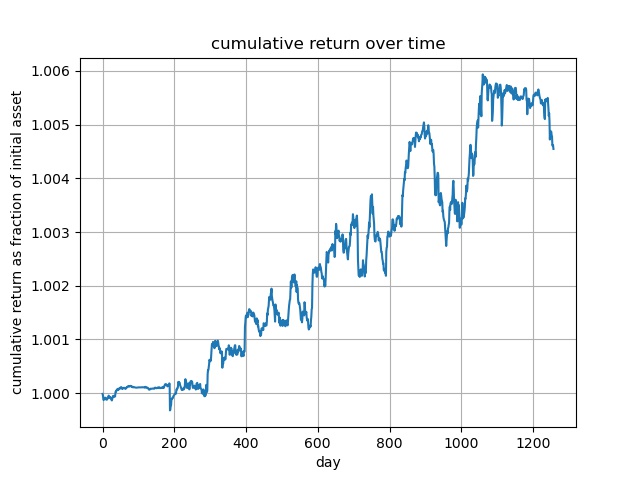 cumulative return over time
cumulative return as fraction of initial asset
1.006
1.005
1.004
1.003
1.002
1.001
1.000
0 200 400 600 800 1000 1200
day